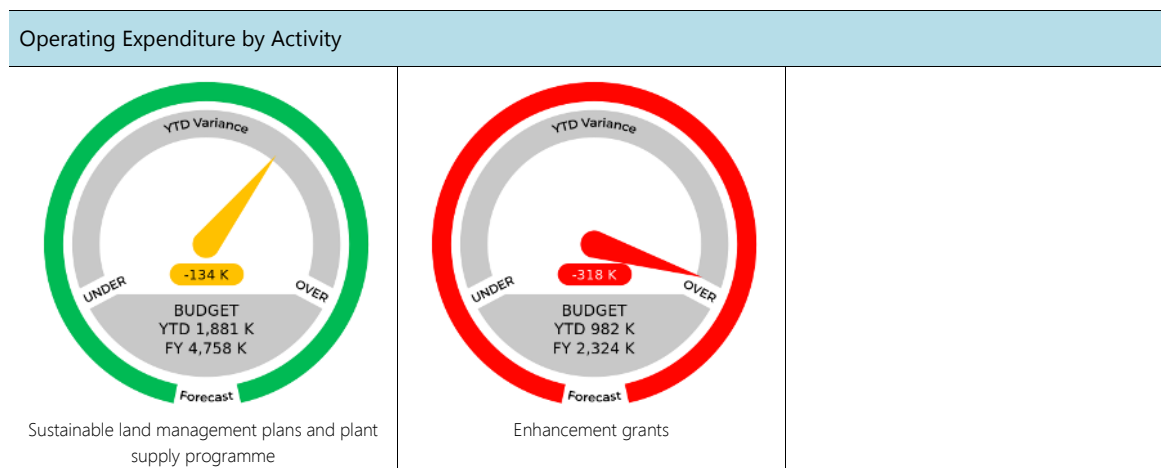 Operating Expenditure by Activity
YTD Variance
-134 K
UNDER
OVER
BUDGET
YTD 1,881 K
FY 4,758 K
Forecast
Sustainable land management plans and plant
supply programme
YTD Variance
-318 K
UNDER
OVER
BUDGET
YTD 982 K
FY 2,324 K
Forecast
Enhancement grants